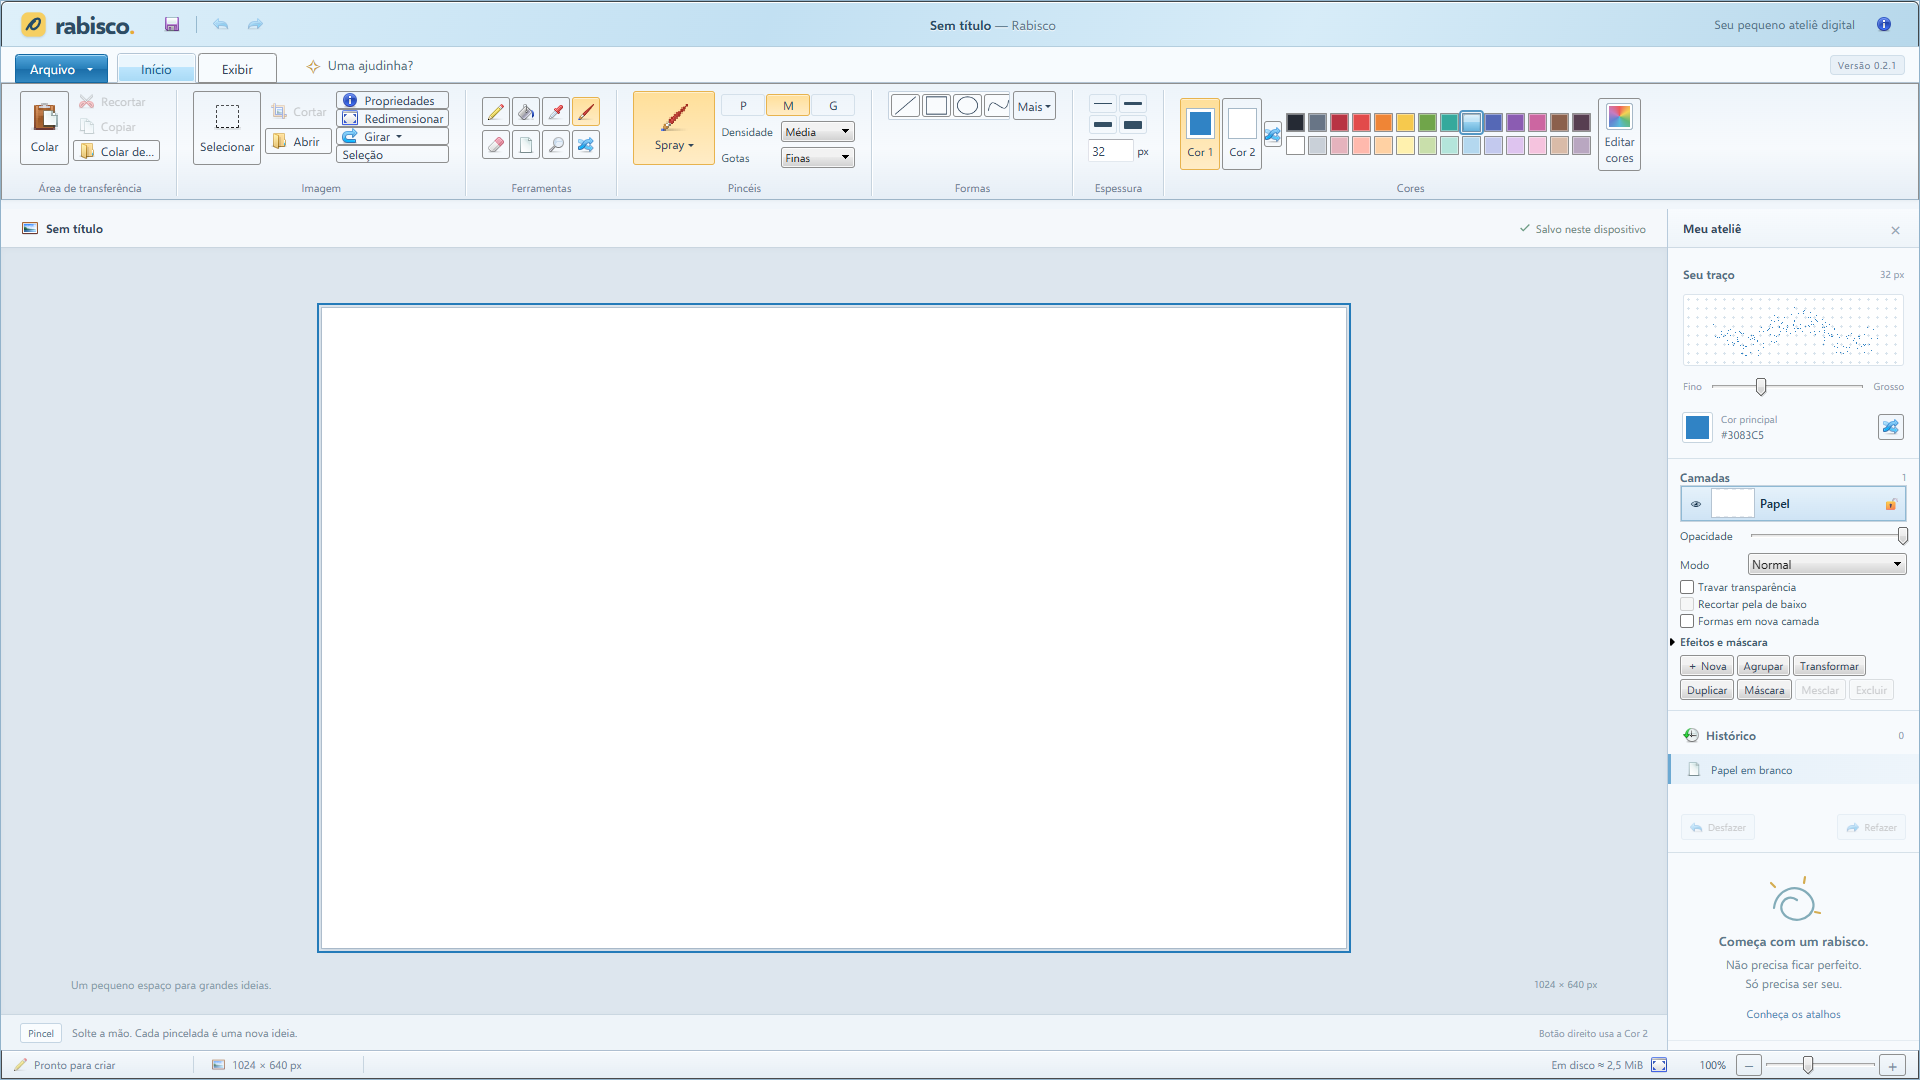 rabisco.
Sem título — Rabisco
Seu pequeno ateliê digital
Arquivo
Início
Exibir
Uma ajudinha?
Versão 0.2.1
Colar
Recortar
Copiar
Colar de...
Área de transferência
Selecionar
Cortar
Abrir
Propriedades
Redimensionar
Girar
Seleção
Imagem
Ferramentas
Spray
P
M
G
Densidade
Média
Gotas
Finas
Pincéis
Mais
Formas
32 px
Espessura
Cor 1
Cor 2
Editar
cores
Cores
Sem título
Salvo neste dispositivo
Meu ateliê
Seu traço
32 px
Fino
Grosso
Cor principal
#3083C5
Camadas
1
Papel
Opacidade
Modo
Normal
Travar transparência
Recortar pela de baixo
Formas em nova camada
Efeitos e máscara
+ Nova
Agrupar
Transformar
Duplicar
Máscara
Mesclar
Excluir
Histórico
0
Papel em branco
Desfazer
Refazer
Começa com um rabisco.
Não precisa ficar perfeito.
Só precisa ser seu.
Conheça os atalhos
Um pequeno espaço para grandes ideias.
1024 × 640 px
Pincel
Solte a mão. Cada pincelada é uma nova ideia.
Botão direito usa a Cor 2
Pronto para criar
1024 × 640 px
Em disco ≈ 2,5 MiB
100%